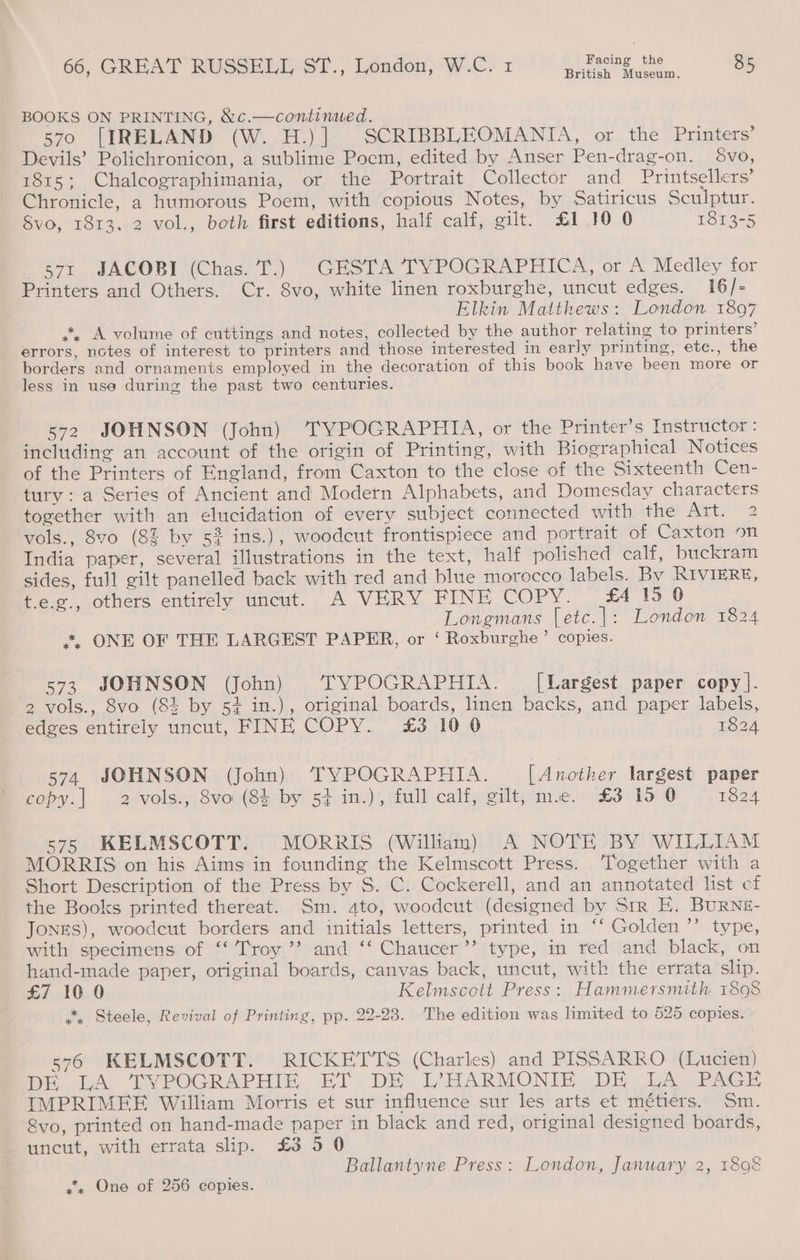 66, GREAT RUSSELL ST., London, W.C. 1 Facing the British Museum. 85
BOOKS ON PRINTING, &c.—continued.
570 [IRELAND (W. H.)] SCRIBBLEOMANIA, or the Printers'
Devils' Polichronicon, a sublime Poem, edited by Anser Pen-drag-on. 8vo,
1815; Chalcographimania, or the Portrait Collector and Printsellers'
Chronicle, a humorous Poem, with copious Notes, by Satiricus Sculptur.
8vo, 1813. 2 vol., both first editions, half calf, gilt. £1 10 0 1813-5
571 JACOBI (Chas. T.) GESTA TYPOGRAPHICA, or A Medley for
Printers and Others. Cr. 8vo, white linen roxburghe, uncut edges. 16/-
Elkin Matthews: London 1897
*** A volume of cuttings and notes, collected by the author relating to printers'
errors, notes of interest to printers and those interested in early printing, etc., the
borders and ornaments employed in the decoration of this book have been more or
less in use during the past two centuries.
572 JOHNSON (John) TYPOGRAPHIA, or the Printer's Instructor:
including an account of the origin of Printing, with Biographical Notices
of the Printers of England, from Caxton to the close of the Sixteenth Cen-
tury: a Series of Ancient and Modern Alphabets, and Domesday characters
together with an elucidation of every subject connected with the Art. 2
vols., 8vo (8¾ by 5¾ ins.), woodcut frontispiece and portrait of Caxton on
India paper, several illustrations in the text, half polished calf, buckram
sides, full gilt panelled back with red and blue morocco labels. By RIVIERE,
t.e.g., others entirely uncut. A VERY FINE COPY. £4 15 0
Longmans [etc.]: London 1824
*** ONE OF THE LARGEST PAPER, or ' Roxburghe ' copies.
573 JOHNSON (John) TYPOGRAPHIA. [Largest paper copy].
2 vols., 8vo (8½ by 5¼ in.), original boards, linen backs, and paper labels,
edges entirely uncut, FINE COPY. £3 10 0 1824
574 JOHNSON (John) TYPOGRAPHIA. [Another largest paper
copy.] 2 vols., 8vo (8¼ by 5¼ in.), full calf, gilt, m.e. £3 15 0 1824
575 KELMSCOTT. MORRIS (William) A NOTE BY WILLIAM
MORRIS on his Aims in founding the Kelmscott Press. Together with a
Short Description of the Press by S. C. Cockerell, and an annotated list cf
the Books printed thereat. Sm. 4to, woodcut (designed by SIR E. BURNE-
JONES), woodcut borders and initials letters, printed in " Golden " type,
with specimens of " Troy " and " Chaucer " type, in red and black, on
hand-made paper, original boards, canvas back, uncut, with the errata slip.
£7 10 0 Kelmscott Press: Hammersmith 1898
*** Steele, Revival of Printing, pp. 22-23. The edition was limited to 525 copies.
576 KELMSCOTT. RICKETTS (Charles) and PISSARRO (Lucien)
DE LA TYPOGRAPHIE ET DE L'HARMONIE DE LA PAGE
IMPRIMEE William Morris et sur influence sur les arts et métiers. Sm.
8vo, printed on hand-made paper in black and red, original designed boards,
uncut, with errata slip. £3 5 0
Ballantyne Press: London, January 2, 1898
*** One of 256 copies.